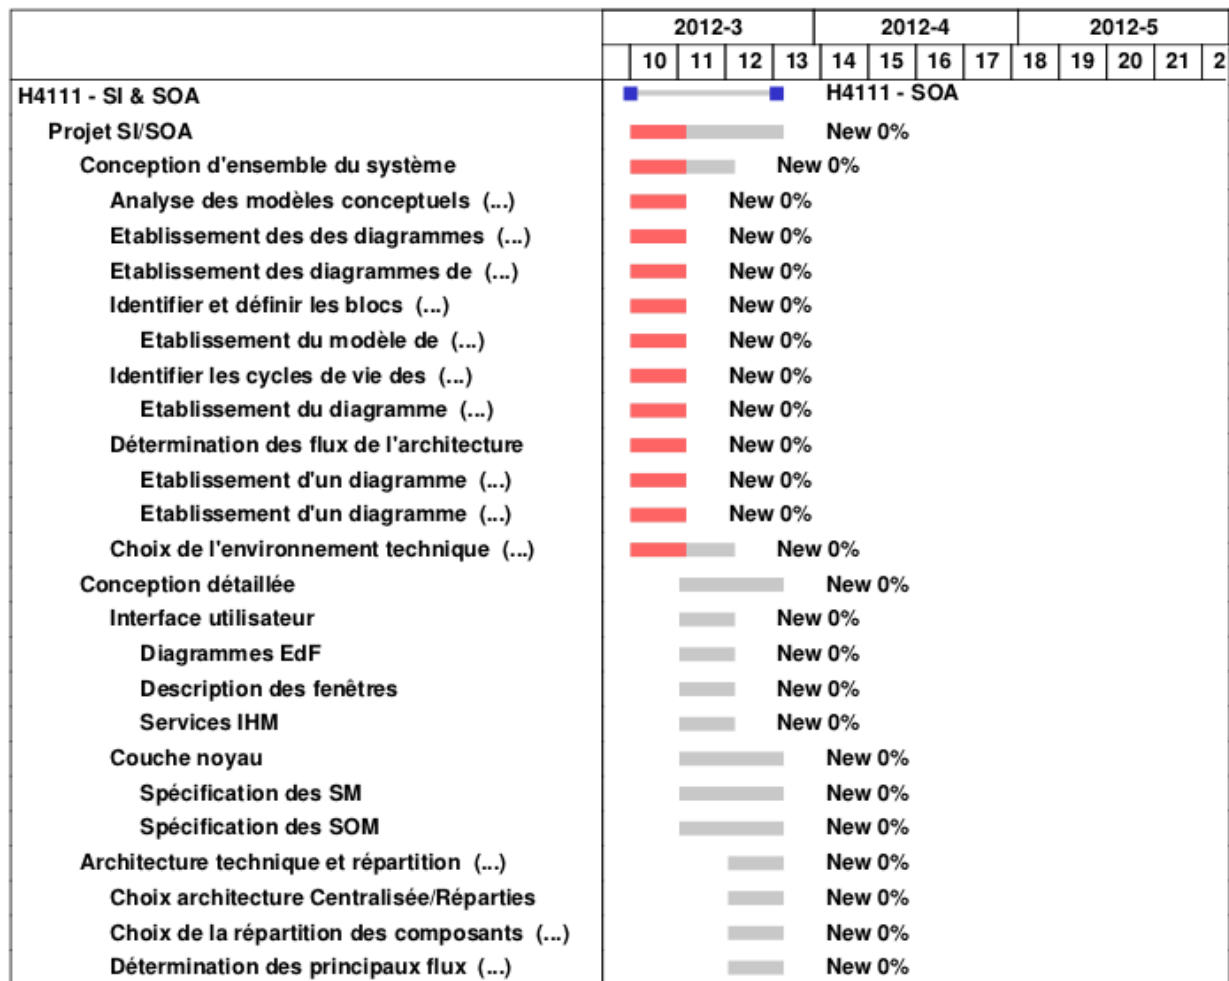 2012-3 2012-4 2012-5
10 11 12 13 14 15 16 17 18 19 20 21 2
H4111 - SI & SOA H4111 - SOA
Projet SI/SOA New 0%
Conception d'ensemble du système New 0%
Analyse des modèles conceptuels (...) New 0%
Etablissement des des diagrammes (...) New 0%
Etablissement des diagrammes de (...) New 0%
Identifier et définir les blocs (...) New 0%
Etablissement du modèle de (...) New 0%
Identifier les cycles de vie des (...) New 0%
Etablissement du diagramme (...) New 0%
Détermination des flux de l'architecture New 0%
Etablissement d'un diagramme (...) New 0%
Etablissement d'un diagramme (...) New 0%
Choix de l'environnement technique (...) New 0%
Conception détaillée New 0%
Interface utilisateur New 0%
Diagrammes EdF New 0%
Description des fenêtres New 0%
Services IHM New 0%
Couche noyau New 0%
Spécification des SM New 0%
Spécification des SOM New 0%
Architecture technique et répartition (...) New 0%
Choix architecture Centralisée/Réparties New 0%
Choix de la répartition des composants (...) New 0%
Détermination des principaux flux (...) New 0%